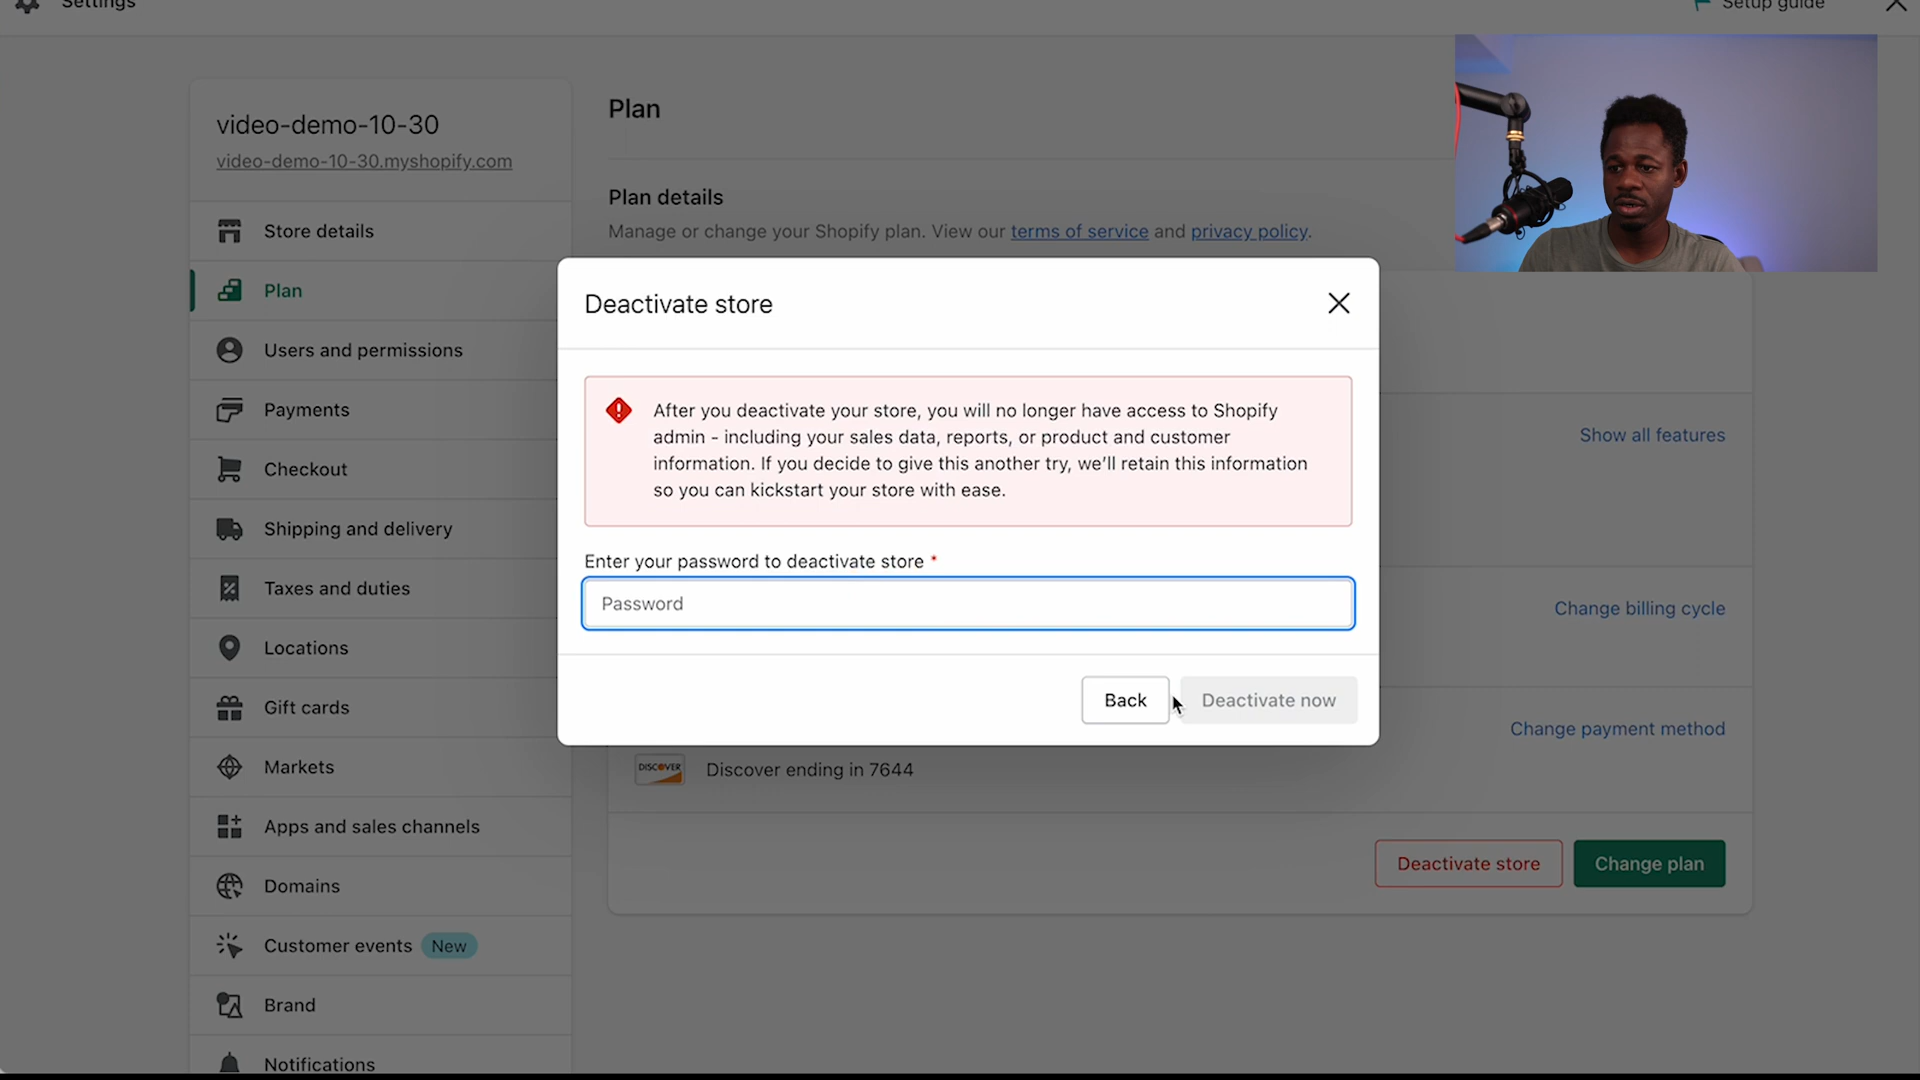 Settings
Setup guide
video-demo-10-30
video-demo-10-30.myshopify.com
Store details
Plan
Users and permissions
Payments
Checkout
Shipping and delivery
Taxes and duties
Locations
Gift cards
Markets
Apps and sales channels
Domains
Customer events New
Brand
Notifications
Plan
Plan details
Manage or change your Shopify plan. View our terms of service and privacy policy.
Show all features
Change billing cycle
Change payment method
DISCOVER Discover ending in 7644
Deactivate store Change plan
Deactivate store
After you deactivate your store, you will no longer have access to Shopify
admin - including your sales data, reports, or product and customer
information. If you decide to give this another try, we’ll retain this information
so you can kickstart your store with ease.
Enter your password to deactivate store *
Password
Back Deactivate now